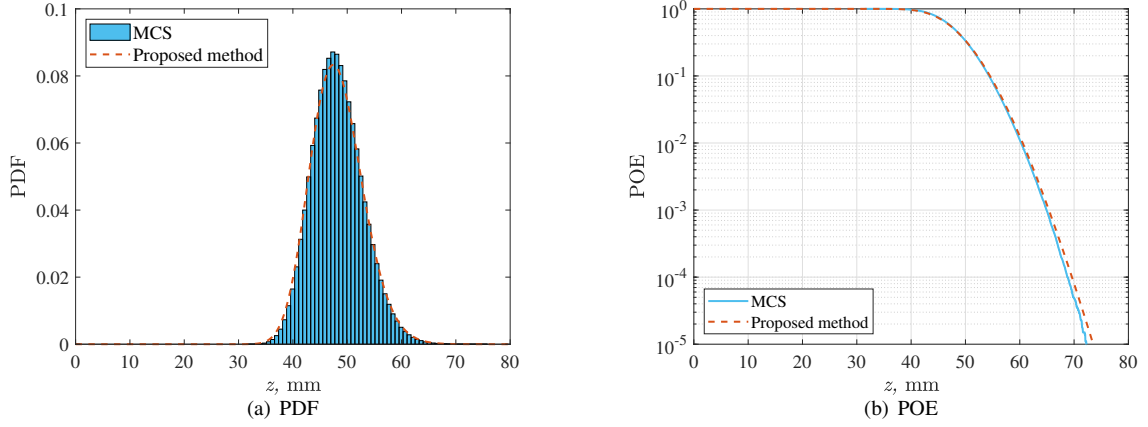 0.1
0.08
0.06
0.04
0.02
0
PDF
MCS
Proposed method
0 10 20 30 40 50 60 70 80
z, mm
(a) PDF
10^0
10^-1
10^-2
10^-3
10^-4
10^-5
POE
MCS
Proposed method
0 10 20 30 40 50 60 70 80
z, mm
(b) POE